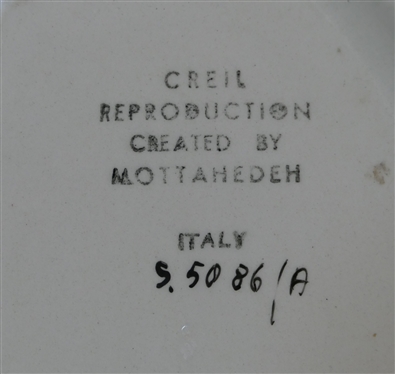 CREIL
REPRODUCTION
CREATED BY
MOTTAHEDEH
ITALY
S.5086/A